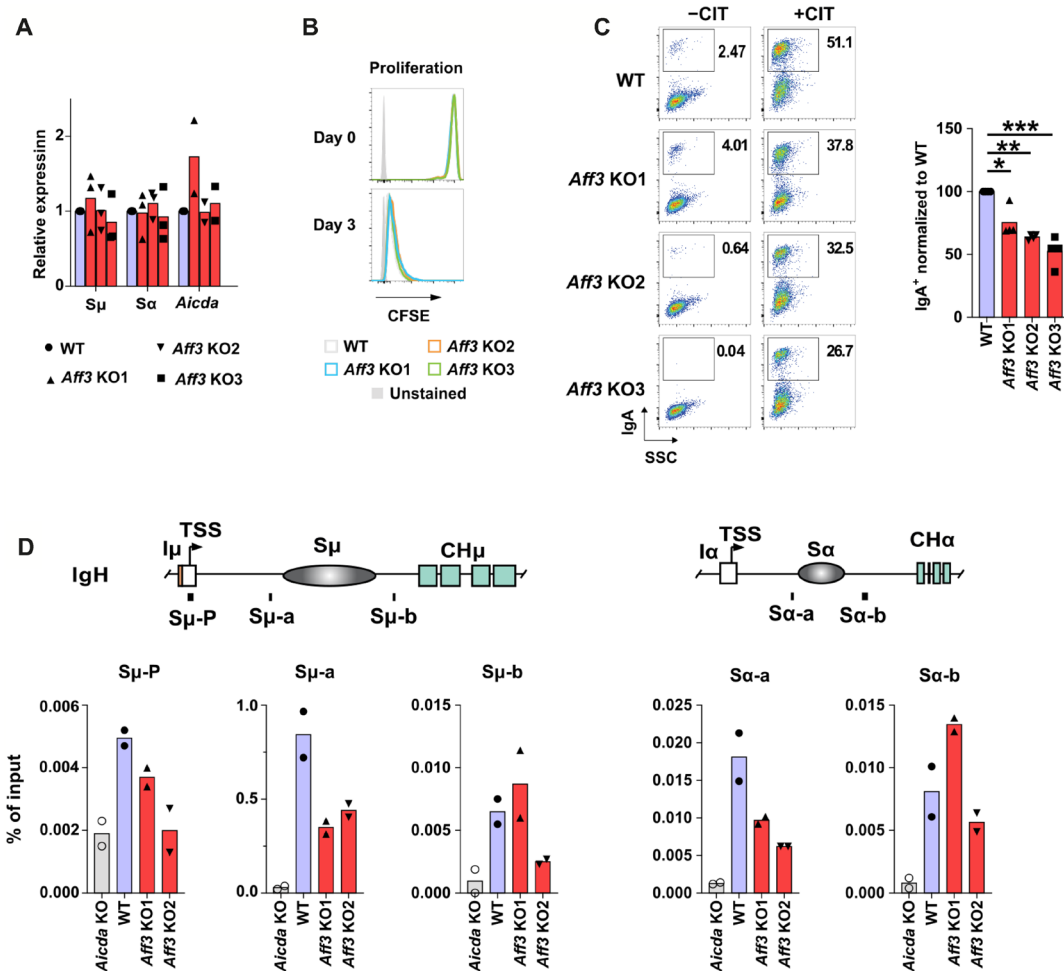 A
Relative expressinn
2
1
0
Sμ
Sα
Aicda
WT
Aff3 KO2
Aff3 KO1
Aff3 KO3
B
Proliferation
Day 0
Day 3
CFSE
WT
Aff3 KO2
Aff3 KO1
Aff3 KO3
Unstained
C
−CIT
+CIT
WT
2.47
51.1
Aff3 KO1
4.01
37.8
Aff3 KO2
0.64
32.5
Aff3 KO3
0.04
26.7
IgA
SSC
IgA+ normalized to WT
150
100
50
0
***
**
*
WT
Aff3 KO1
Aff3 KO2
Aff3 KO3
D
IgH
Iμ
TSS
Sμ
CHμ
Sμ-P
Sμ-a
Sμ-b
Iα
TSS
Sα
CHα
Sα-a
Sα-b
% of input
Sμ-P
0.006
0.004
0.002
0.000
Aicda KO
WT
Aff3 KO1
Aff3 KO2
Sμ-a
1.0
0.5
0.0
Aicda KO
WT
Aff3 KO1
Aff3 KO2
Sμ-b
0.015
0.010
0.005
0.000
Aicda KO
WT
Aff3 KO1
Aff3 KO2
Sα-a
0.025
0.020
0.015
0.010
0.005
0.000
Aicda KO
WT
Aff3 KO1
Aff3 KO2
Sα-b
0.015
0.010
0.005
0.000
Aicda KO
WT
Aff3 KO1
Aff3 KO2